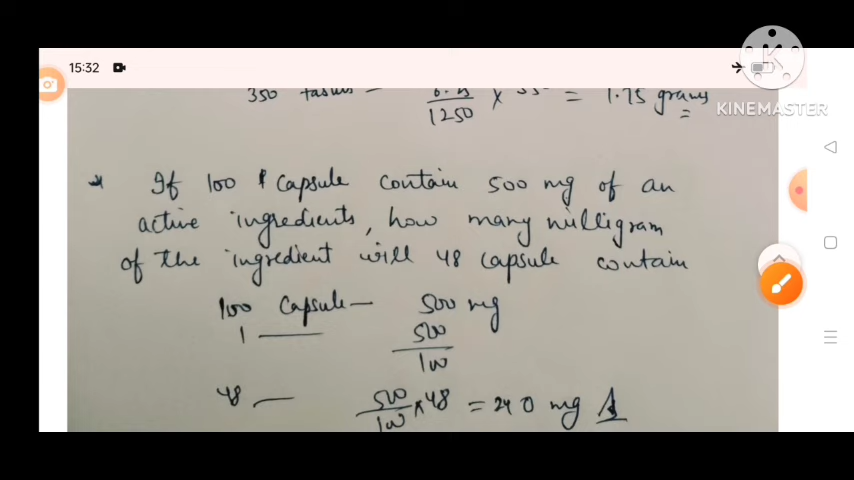 15:32
KINEMASTER
350 = 1.75 grams
1250
If 100 capsule contain 500 mg of an
active ingredients, how many milligram
of the ingredient will 48 capsule contain
100 Capsule — 500 mg
1 — 500
100
48 — 500/100 × 48 = 240 mg